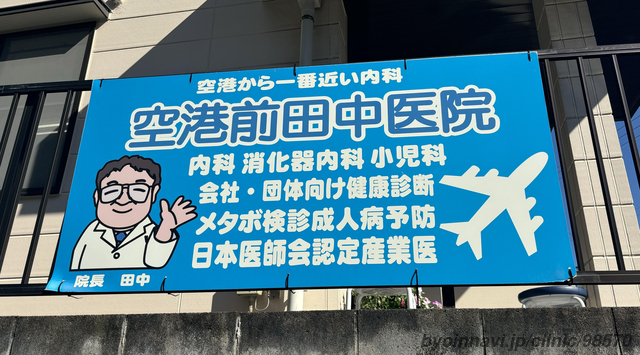 空港から一番近い内科
空港前田中医院
内科 消化器内科 小児科
会社・団体向け健康診断
メタボ検診成人病予防
日本医師会認定産業医
院長 田中
byoinnavi.jp/clinic/98570